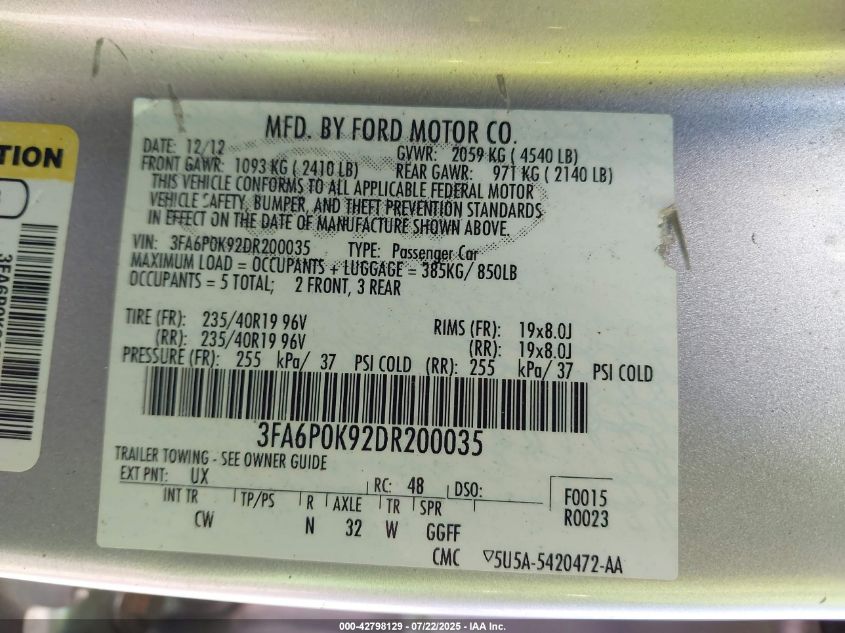 TION
3FA6P0K9
MFD. BY FORD MOTOR CO.
DATE: 12/12 GVWR: 2059 KG ( 4540 LB)
FRONT GAWR: 1093 KG ( 2410 LB) REAR GAWR: 971 KG ( 2140 LB)
THIS VEHICLE CONFORMS TO ALL APPLICABLE FEDERAL MOTOR
VEHICLE SAFETY, BUMPER, AND THEFT PREVENTION STANDARDS
IN EFFECT ON THE DATE OF MANUFACTURE SHOWN ABOVE.
VIN: 3FA6P0K92DR200035 TYPE: Passenger Car
MAXIMUM LOAD = OCCUPANTS + LUGGAGE = 385KG/ 850LB
OCCUPANTS = 5 TOTAL; 2 FRONT, 3 REAR
TIRE (FR): 235/40R19 96V RIMS (FR): 19x8.0J
(RR): 235/40R19 96V (RR): 19x8.0J
PRESSURE (FR): 255 kPa/ 37 PSI COLD (RR): 255 kPa/ 37 PSI COLD
3FA6P0K92DR200035
TRAILER TOWING - SEE OWNER GUIDE
EXT PNT: UX RC: 48 DSO: F0015
INT TR TP/PS R AXLE TR SPR R0023
CW N 32 W GGFF
CMC ▽5U5A-5420472-AA
000-42798129 - 07/22/2025 - IAA Inc.